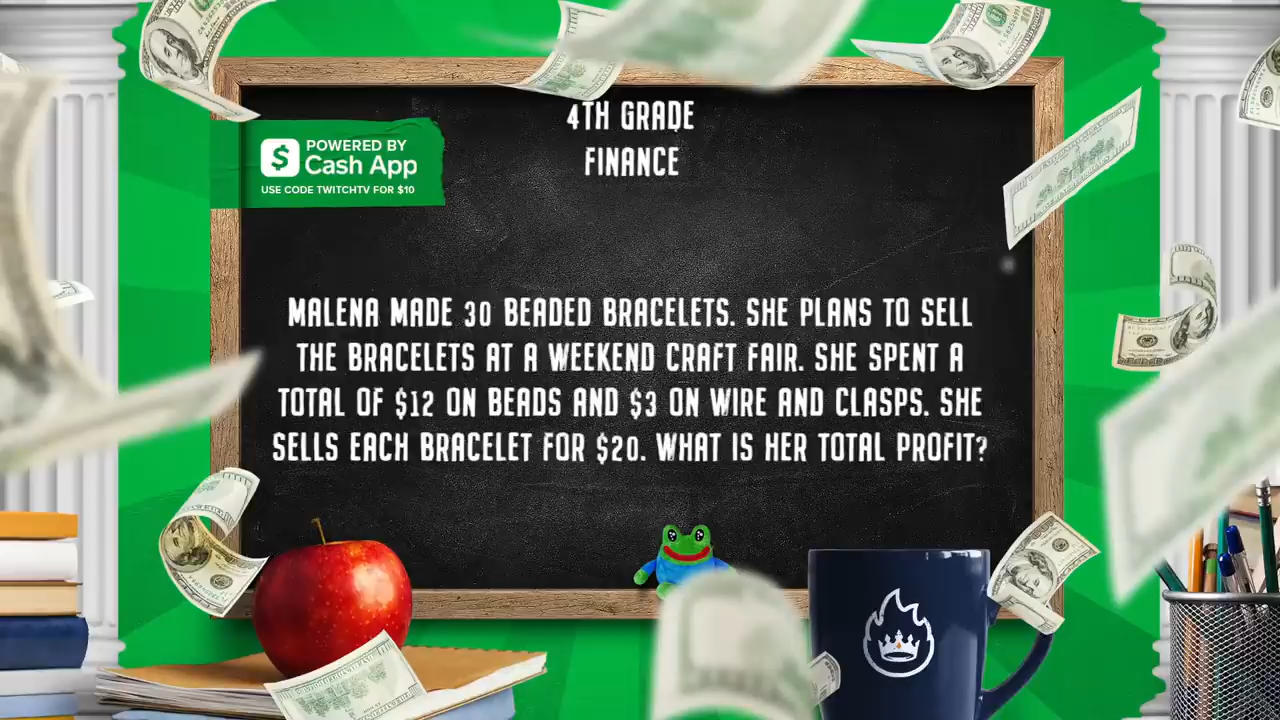 4TH GRADE
FINANCE
POWERED BY
Cash App
USE CODE TWITCHTV FOR $10
MALENA MADE 30 BEADED BRACELETS. SHE PLANS TO SELL
THE BRACELETS AT A WEEKEND CRAFT FAIR. SHE SPENT A
TOTAL OF $12 ON BEADS AND $3 ON WIRE AND CLASPS. SHE
SELLS EACH BRACELET FOR $20. WHAT IS HER TOTAL PROFIT?